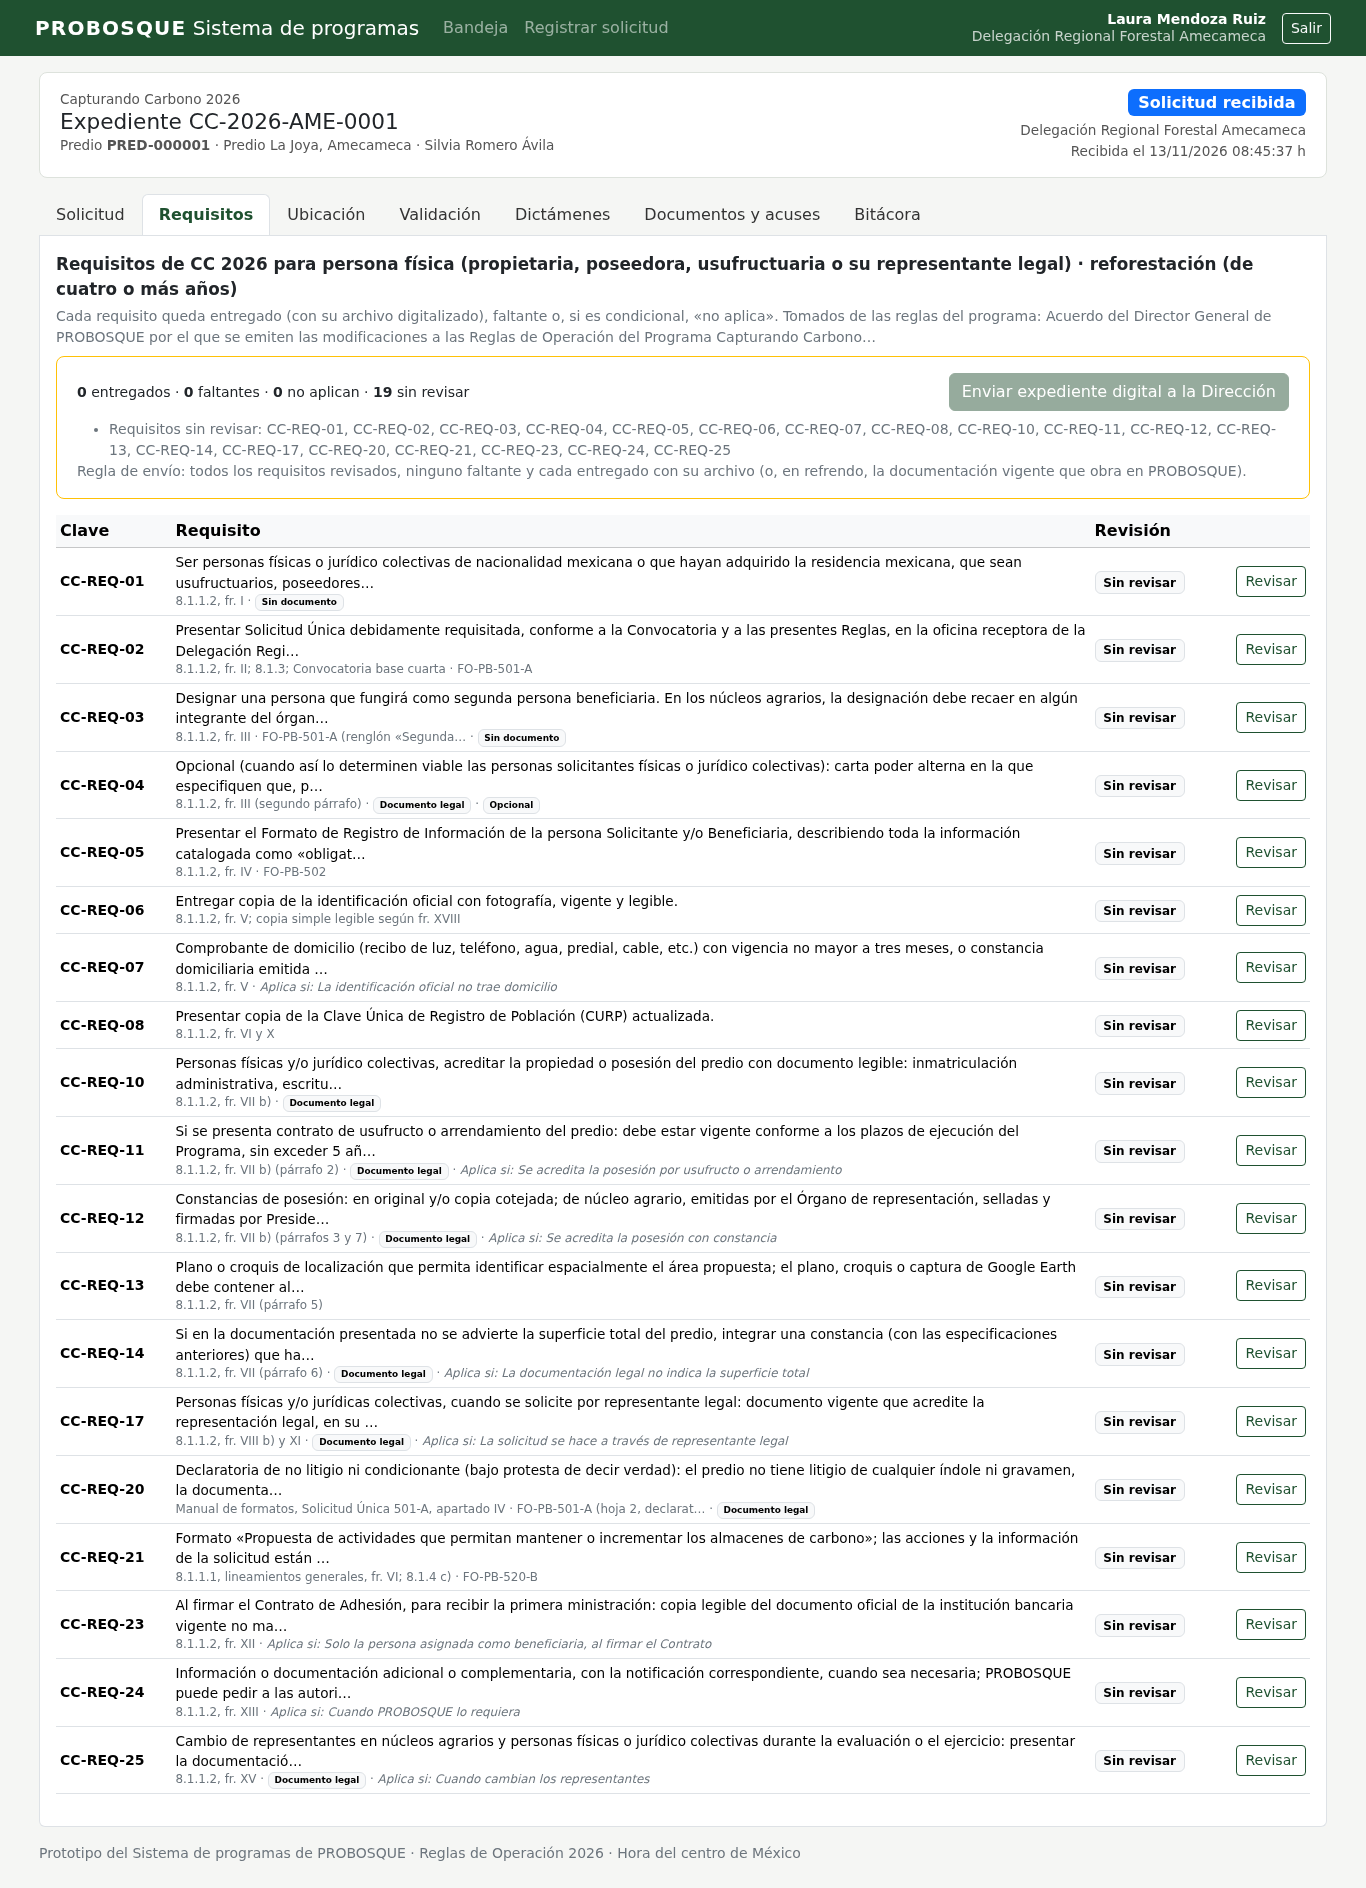 PROBOSQUE Sistema de programas Bandeja Registrar solicitud
Laura Mendoza Ruiz
Delegación Regional Forestal Amecameca
Salir
Capturando Carbono 2026
Expediente CC-2026-AME-0001
Predio PRED-000001 · Predio La Joya, Amecameca · Silvia Romero Ávila
Solicitud recibida
Delegación Regional Forestal Amecameca
Recibida el 13/11/2026 08:45:37 h
Solicitud Requisitos Ubicación Validación Dictámenes Documentos y acuses Bitácora
Requisitos de CC 2026 para persona física (propietaria, poseedora, usufructuaria o su representante legal) · reforestación (de
cuatro o más años)
Cada requisito queda entregado (con su archivo digitalizado), faltante o, si es condicional, «no aplica». Tomados de las reglas del programa: Acuerdo del Director General de
PROBOSQUE por el que se emiten las modificaciones a las Reglas de Operación del Programa Capturando Carbono…
0 entregados · 0 faltantes · 0 no aplican · 19 sin revisar
Enviar expediente digital a la Dirección
• Requisitos sin revisar: CC-REQ-01, CC-REQ-02, CC-REQ-03, CC-REQ-04, CC-REQ-05, CC-REQ-06, CC-REQ-07, CC-REQ-08, CC-REQ-10, CC-REQ-11, CC-REQ-12, CC-REQ-
13, CC-REQ-14, CC-REQ-17, CC-REQ-20, CC-REQ-21, CC-REQ-23, CC-REQ-24, CC-REQ-25
Regla de envío: todos los requisitos revisados, ninguno faltante y cada entregado con su archivo (o, en refrendo, la documentación vigente que obra en PROBOSQUE).
Clave Requisito Revisión
CC-REQ-01
Ser personas físicas o jurídico colectivas de nacionalidad mexicana o que hayan adquirido la residencia mexicana, que sean
usufructuarios, poseedores…
8.1.1.2, fr. I · Sin documento
Sin revisar
Revisar
CC-REQ-02
Presentar Solicitud Única debidamente requisitada, conforme a la Convocatoria y a las presentes Reglas, en la oficina receptora de la
Delegación Regi…
8.1.1.2, fr. II; 8.1.3; Convocatoria base cuarta · FO-PB-501-A
Sin revisar
Revisar
CC-REQ-03
Designar una persona que fungirá como segunda persona beneficiaria. En los núcleos agrarios, la designación debe recaer en algún
integrante del órgan…
8.1.1.2, fr. III · FO-PB-501-A (renglón «Segunda… · Sin documento
Sin revisar
Revisar
CC-REQ-04
Opcional (cuando así lo determinen viable las personas solicitantes físicas o jurídico colectivas): carta poder alterna en la que
especifiquen que, p…
8.1.1.2, fr. III (segundo párrafo) · Documento legal · Opcional
Sin revisar
Revisar
CC-REQ-05
Presentar el Formato de Registro de Información de la persona Solicitante y/o Beneficiaria, describiendo toda la información
catalogada como «obligat…
8.1.1.2, fr. IV · FO-PB-502
Sin revisar
Revisar
CC-REQ-06
Entregar copia de la identificación oficial con fotografía, vigente y legible.
8.1.1.2, fr. V; copia simple legible según fr. XVIII
Sin revisar
Revisar
CC-REQ-07
Comprobante de domicilio (recibo de luz, teléfono, agua, predial, cable, etc.) con vigencia no mayor a tres meses, o constancia
domiciliaria emitida …
8.1.1.2, fr. V · Aplica si: La identificación oficial no trae domicilio
Sin revisar
Revisar
CC-REQ-08
Presentar copia de la Clave Única de Registro de Población (CURP) actualizada.
8.1.1.2, fr. VI y X
Sin revisar
Revisar
CC-REQ-10
Personas físicas y/o jurídico colectivas, acreditar la propiedad o posesión del predio con documento legible: inmatriculación
administrativa, escritu…
8.1.1.2, fr. VII b) · Documento legal
Sin revisar
Revisar
CC-REQ-11
Si se presenta contrato de usufructo o arrendamiento del predio: debe estar vigente conforme a los plazos de ejecución del
Programa, sin exceder 5 añ…
8.1.1.2, fr. VII b) (párrafo 2) · Documento legal · Aplica si: Se acredita la posesión por usufructo o arrendamiento
Sin revisar
Revisar
CC-REQ-12
Constancias de posesión: en original y/o copia cotejada; de núcleo agrario, emitidas por el Órgano de representación, selladas y
firmadas por Preside…
8.1.1.2, fr. VII b) (párrafos 3 y 7) · Documento legal · Aplica si: Se acredita la posesión con constancia
Sin revisar
Revisar
CC-REQ-13
Plano o croquis de localización que permita identificar espacialmente el área propuesta; el plano, croquis o captura de Google Earth
debe contener al…
8.1.1.2, fr. VII (párrafo 5)
Sin revisar
Revisar
CC-REQ-14
Si en la documentación presentada no se advierte la superficie total del predio, integrar una constancia (con las especificaciones
anteriores) que ha…
8.1.1.2, fr. VII (párrafo 6) · Documento legal · Aplica si: La documentación legal no indica la superficie total
Sin revisar
Revisar
CC-REQ-17
Personas físicas y/o jurídicas colectivas, cuando se solicite por representante legal: documento vigente que acredite la
representación legal, en su …
8.1.1.2, fr. VIII b) y XI · Documento legal · Aplica si: La solicitud se hace a través de representante legal
Sin revisar
Revisar
CC-REQ-20
Declaratoria de no litigio ni condicionante (bajo protesta de decir verdad): el predio no tiene litigio de cualquier índole ni gravamen,
la documenta…
Manual de formatos, Solicitud Única 501-A, apartado IV · FO-PB-501-A (hoja 2, declarat… · Documento legal
Sin revisar
Revisar
CC-REQ-21
Formato «Propuesta de actividades que permitan mantener o incrementar los almacenes de carbono»; las acciones y la información
de la solicitud están …
8.1.1.1, lineamientos generales, fr. VI; 8.1.4 c) · FO-PB-520-B
Sin revisar
Revisar
CC-REQ-23
Al firmar el Contrato de Adhesión, para recibir la primera ministración: copia legible del documento oficial de la institución bancaria
vigente no ma…
8.1.1.2, fr. XII · Aplica si: Solo la persona asignada como beneficiaria, al firmar el Contrato
Sin revisar
Revisar
CC-REQ-24
Información o documentación adicional o complementaria, con la notificación correspondiente, cuando sea necesaria; PROBOSQUE
puede pedir a las autori…
8.1.1.2, fr. XIII · Aplica si: Cuando PROBOSQUE lo requiera
Sin revisar
Revisar
CC-REQ-25
Cambio de representantes en núcleos agrarios y personas físicas o jurídico colectivas durante la evaluación o el ejercicio: presentar
la documentació…
8.1.1.2, fr. XV · Documento legal · Aplica si: Cuando cambian los representantes
Sin revisar
Revisar
Prototipo del Sistema de programas de PROBOSQUE · Reglas de Operación 2026 · Hora del centro de México